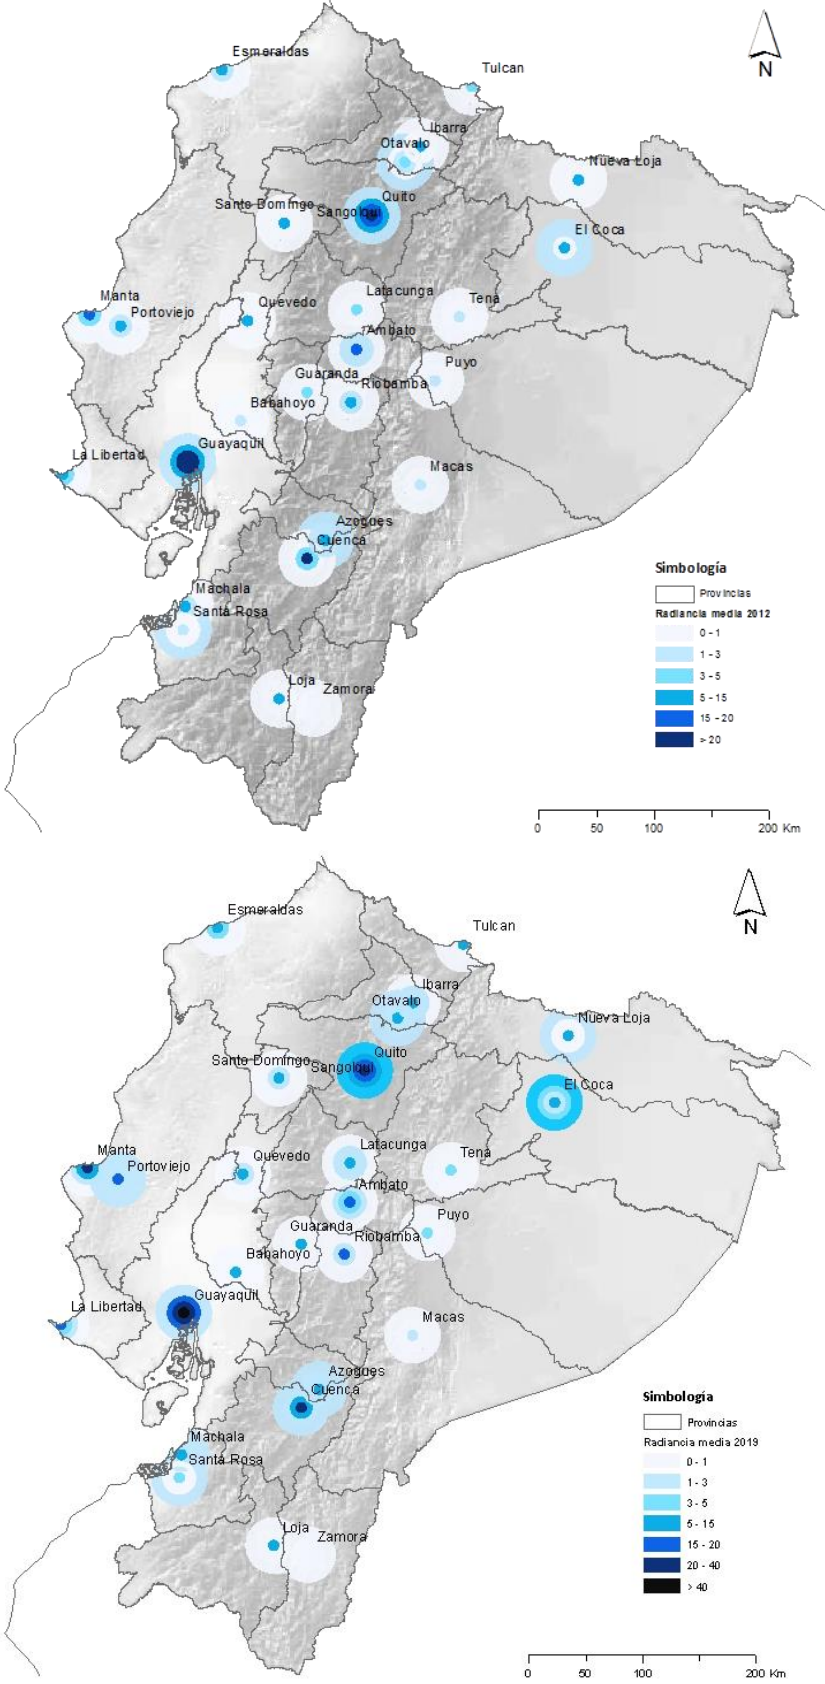 Esmeraldas
Tulcan
N
Ibarra
Otavalo
Nueva Loja
Quito
Santo Domingo
Sangolqui
El Coca
Latacunga
Tena
Manta
Quevedo
Portoviejo
Ambato
Puyo
Guaranda
Riobamba
Babahoyo
Guayaquil
La Libertad
Macas
Azogues
Cuenca
Machala
Santa Rosa
Loja
Zamora
Simbología
Provincias
Radiancia media 2012
0 - 1
1 - 3
3 - 5
5 - 15
15 - 20
> 20
0 50 100 200 Km
Esmeraldas
Tulcan
N
Ibarra
Otavalo
Nueva Loja
Quito
Santo Domingo
Sangolqui
El Coca
Latacunga
Tena
Manta
Quevedo
Portoviejo
Ambato
Puyo
Guaranda
Riobamba
Babahoyo
Guayaquil
La Libertad
Macas
Azogues
Cuenca
Machala
Santa Rosa
Loja
Zamora
Simbología
Provincias
Radiancia media 2019
0 - 1
1 - 3
3 - 5
5 - 15
15 - 20
20 - 40
> 40
0 50 100 200 Km